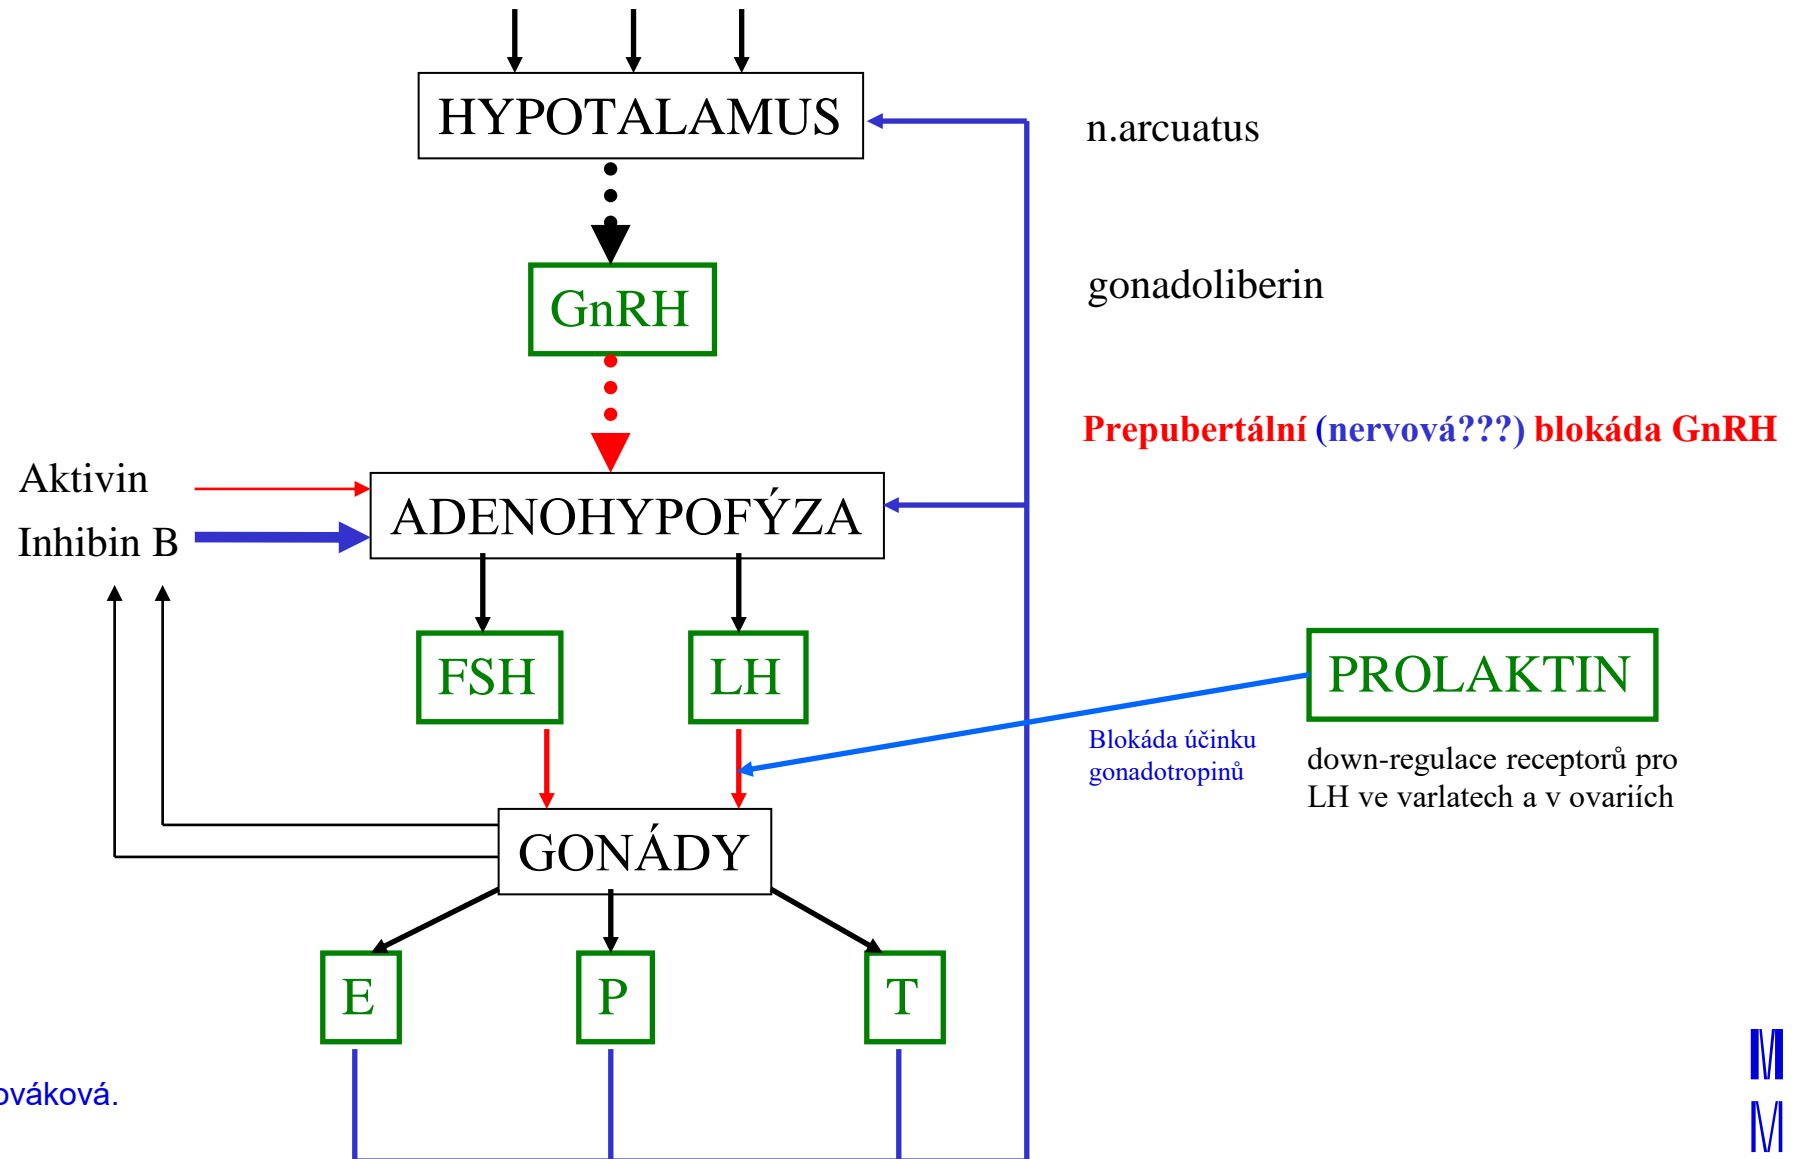 HYPOTALAMUS
n.arcuatus
GnRH
gonadoliberin
Prepubertální (nervová???) blokáda GnRH
Aktivin
Inhibin B
ADENOHYPOFÝZA
FSH
LH
PROLAKTIN
Blokáda účinku
gonadotropinů
down-regulace receptorů pro
LH ve varlatech a v ovariích
GONÁDY
E
P
T
ováková.
M
M